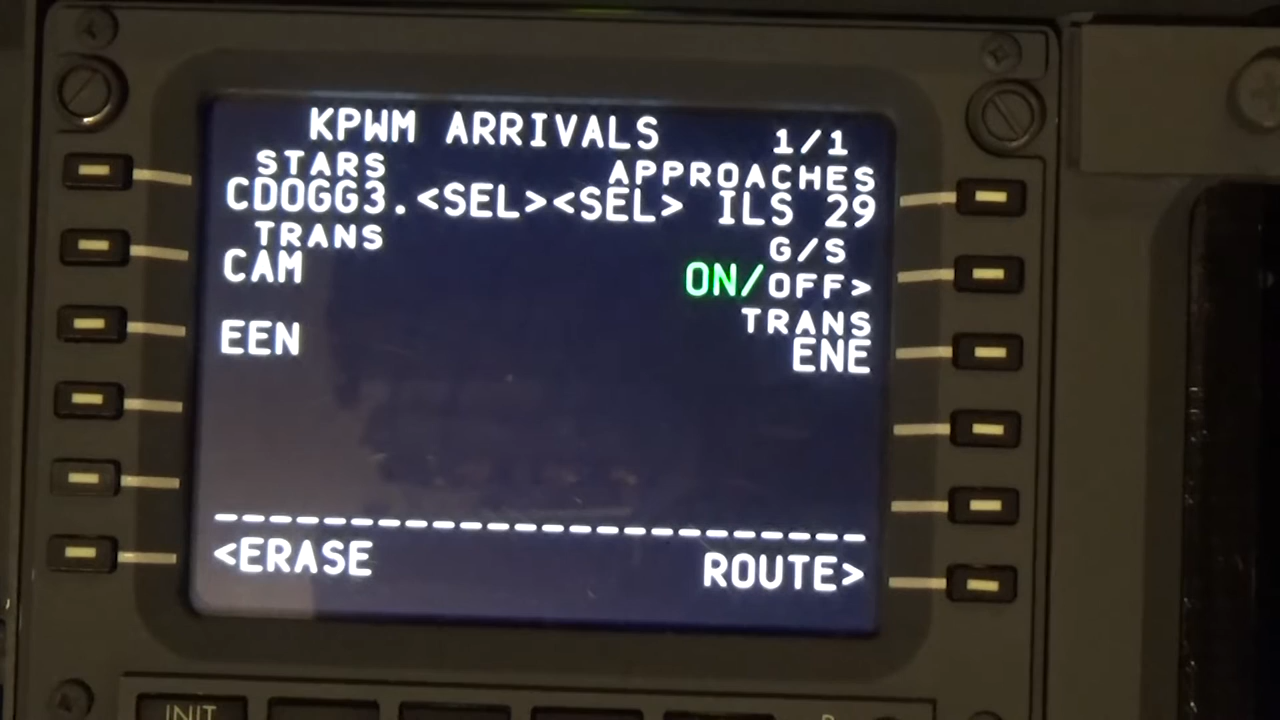 KPWM ARRIVALS 1/1
STARS APPROACHES
CDOGG3.<SEL><SEL> ILS 29
TRANS G/S
CAM ON/OFF>
TRANS
EEN ENE
--------------------------
<ERASE ROUTE>
INIT